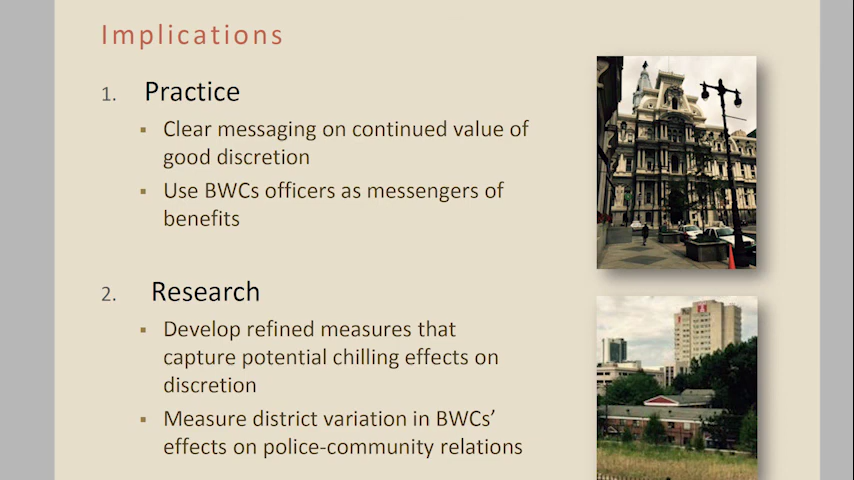 Implications
1. Practice
▪ Clear messaging on continued value of
good discretion
▪ Use BWCs officers as messengers of
benefits
2. Research
▪ Develop refined measures that
capture potential chilling effects on
discretion
▪ Measure district variation in BWCs’
effects on police-community relations